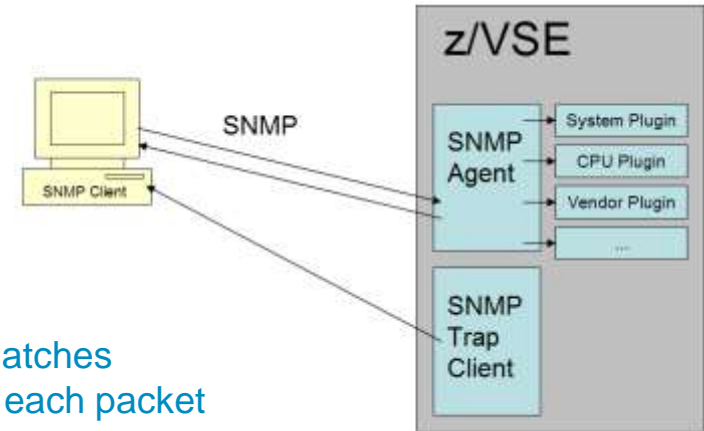 z/VSE
SNMP
SNMP Client
SNMP
Agent
System Plugin
CPU Plugin
Vendor Plugin
...
SNMP
Trap
Client
atches
each packet